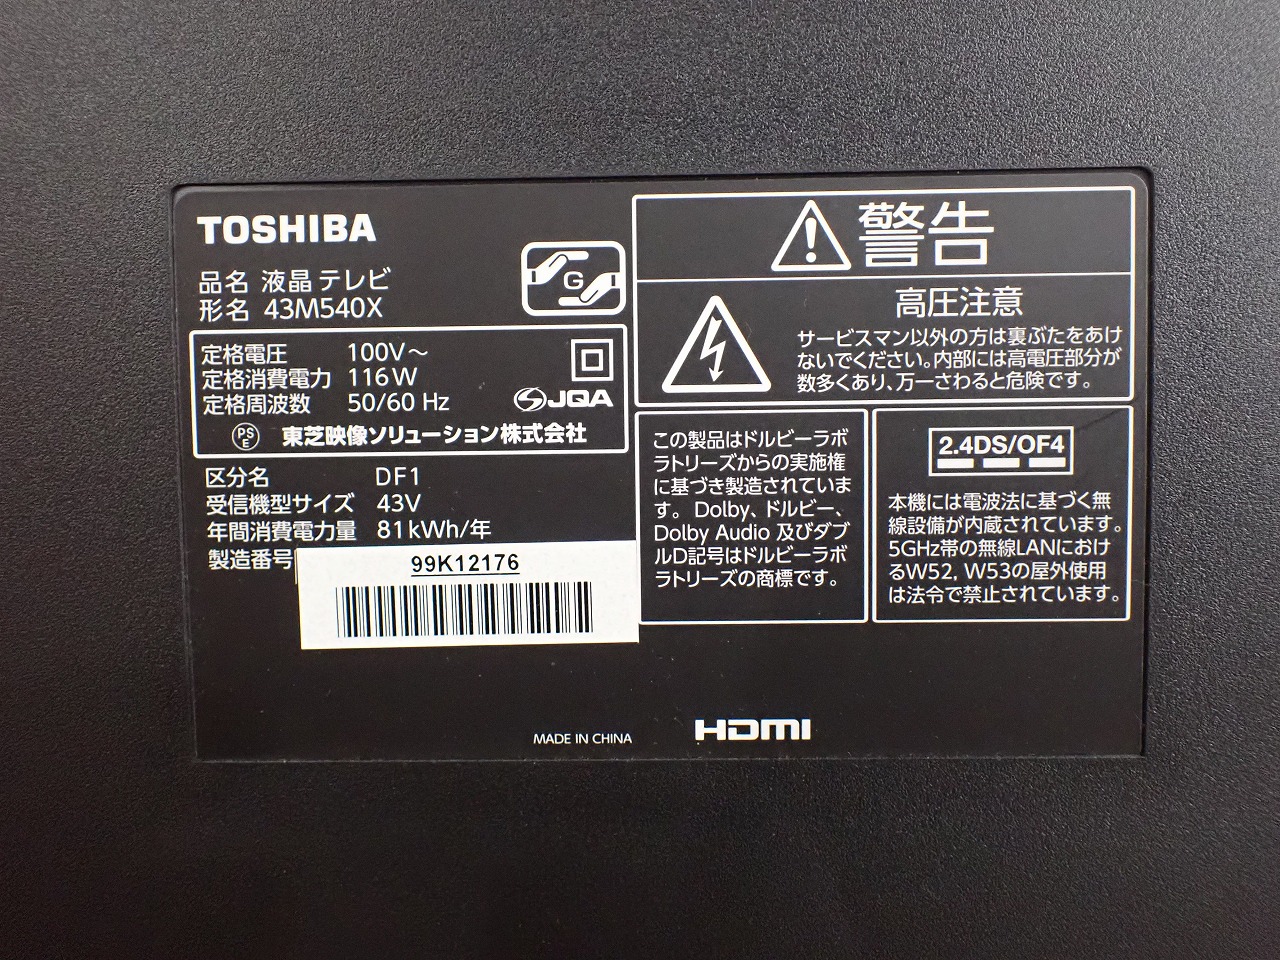 TOSHIBA
品名 液晶テレビ
形名 43M540X
G
定格電圧 100V～
定格消費電力 116W
定格周波数 50/60 Hz
JQA
PS
E
東芝映像ソリューション株式会社
区分名 DF1
受信機型サイズ 43V
年間消費電力量 81kWh/年
製造番号
99K12176
警告
高圧注意
サービスマン以外の方は裏ぶたをあけ
ないでください。内部には高電圧部分が
数多くあり、万一さわると危険です。
この製品はドルビーラボ
ラトリーズからの実施権
に基づき製造されていま
す。Dolby、ドルビー、
Dolby Audio 及びダブ
ルD記号はドルビーラボ
ラトリーズの商標です。
2.4DS/OF4
本機には電波法に基づく無
線設備が内蔵されています。
5GHz帯の無線LANにおけ
るW52, W53の屋外使用
は法令で禁止されています。
MADE IN CHINA
HDMI